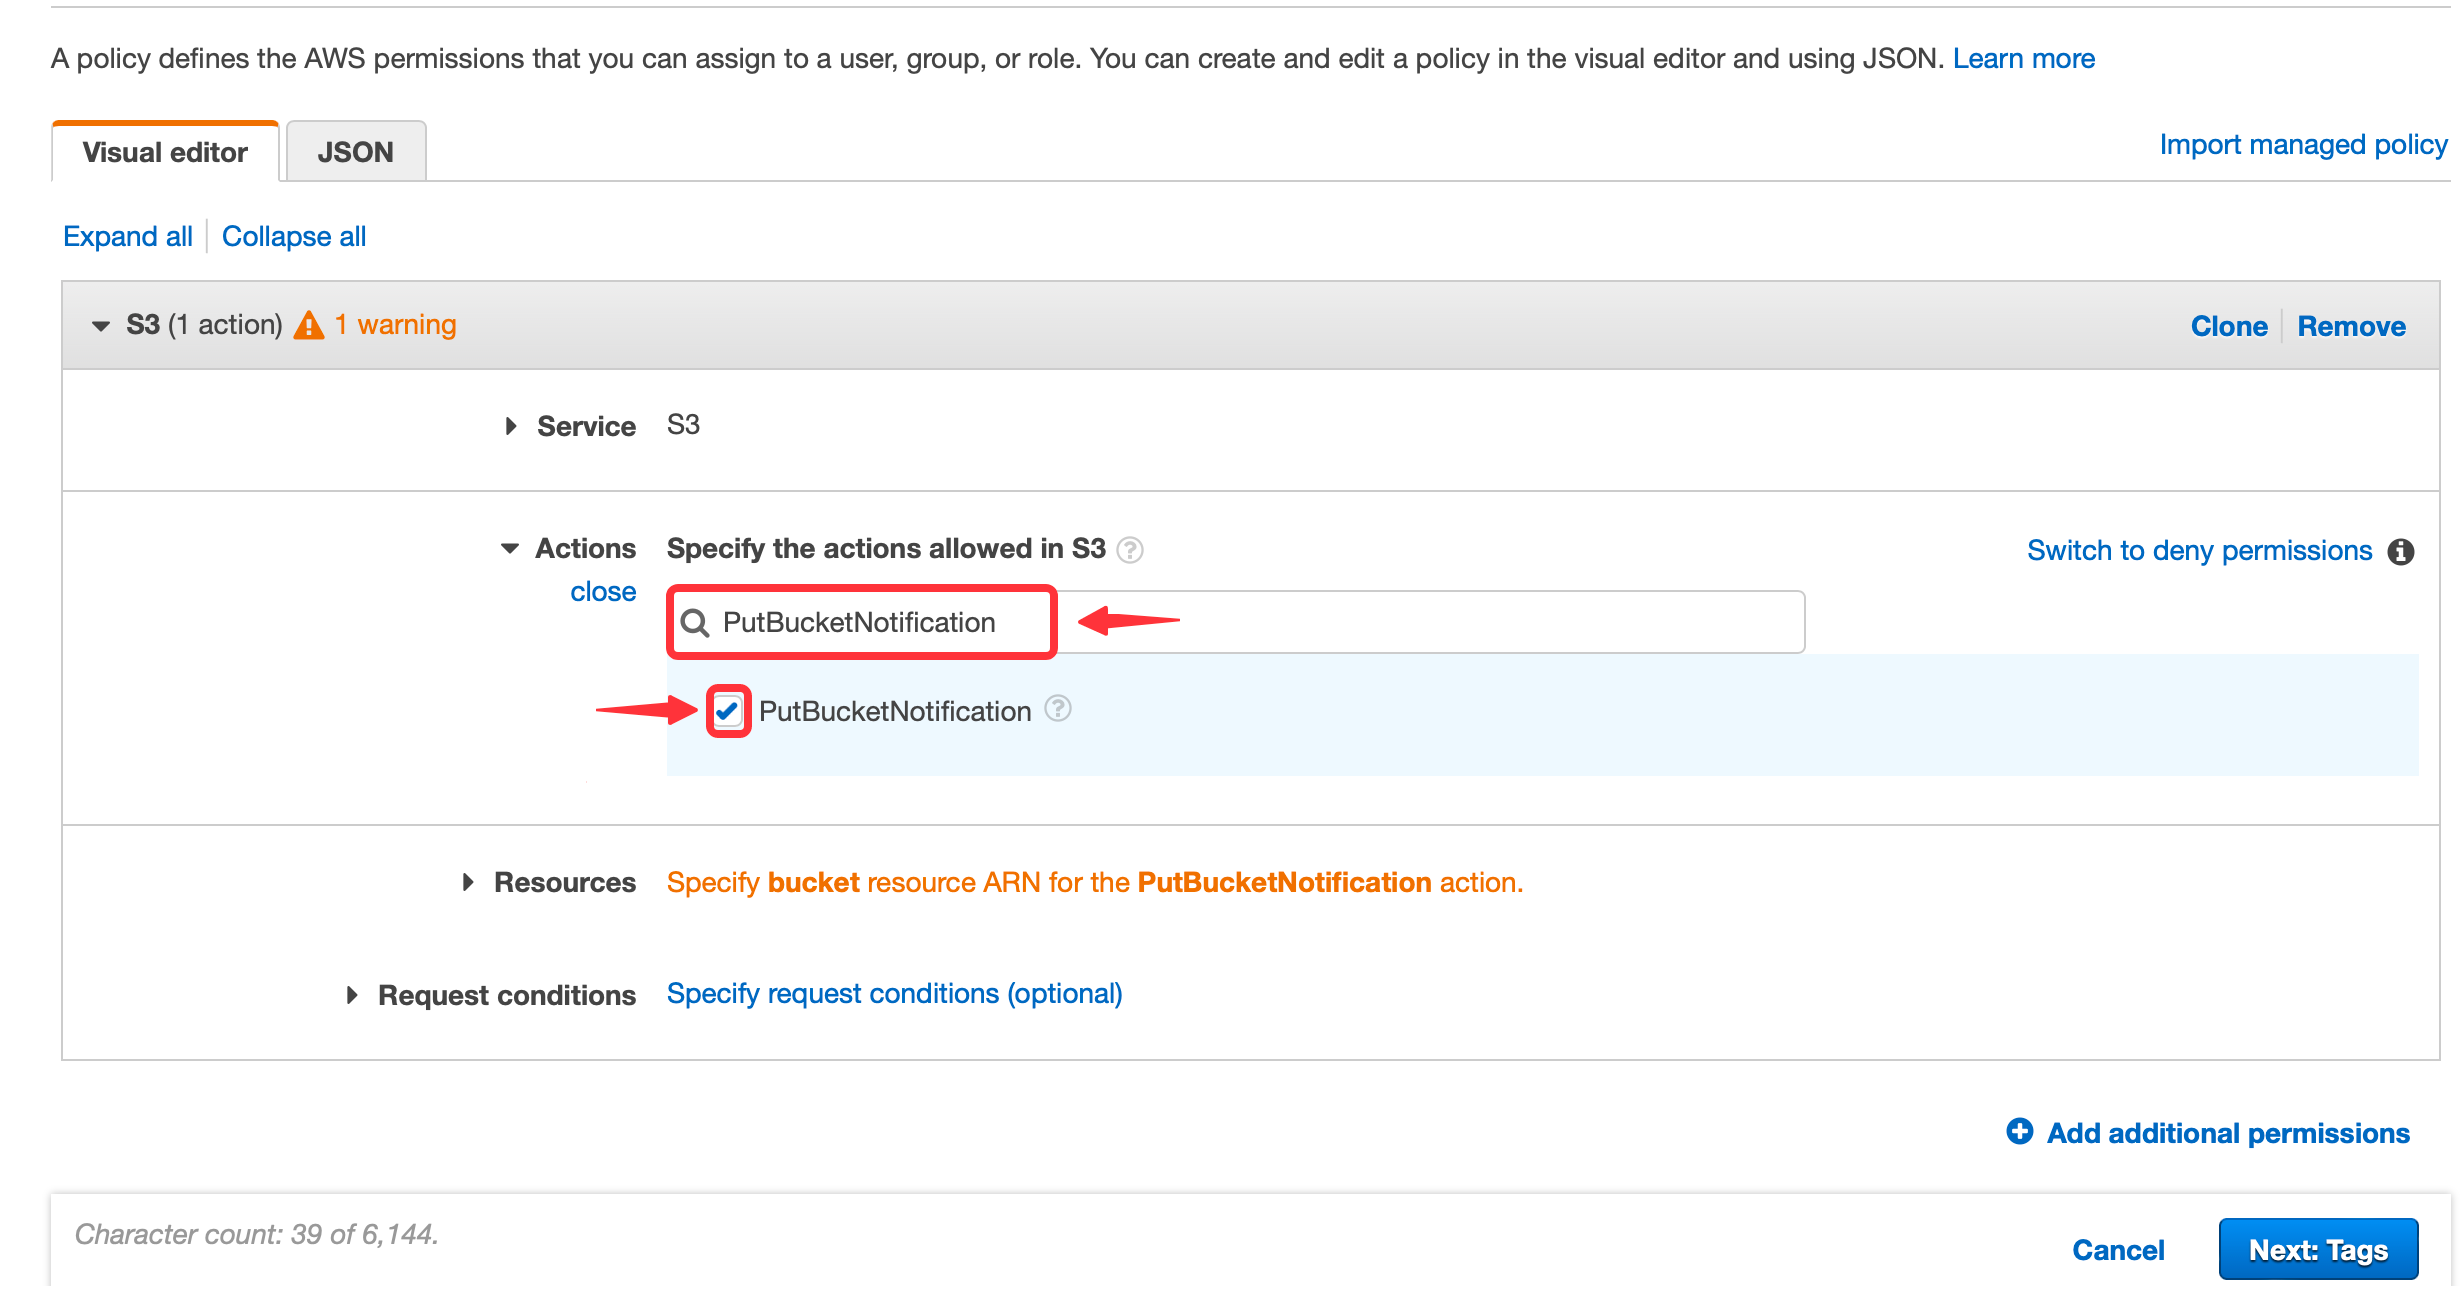 A policy defines the AWS permissions that you can assign to a user, group, or role. You can create and edit a policy in the visual editor and using JSON. Learn more
Visual editor JSON Import managed policy
Expand all Collapse all
S3 (1 action) 1 warning Clone Remove
Service S3
Actions Specify the actions allowed in S3 ? Switch to deny permissions i
close
PutBucketNotification
PutBucketNotification ?
Resources Specify bucket resource ARN for the PutBucketNotification action.
Request conditions Specify request conditions (optional)
Add additional permissions
Character count: 39 of 6,144.
Cancel Next: Tags